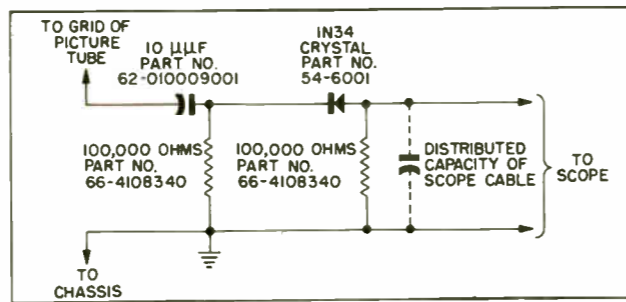 TO GRID OF
PICTURE
TUBE
10 μμF
PART NO.
62-010009001
1N34
CRYSTAL
PART NO.
54-6001
100,000 OHMS
PART NO.
66-4108340
100,000 OHMS
PART NO.
66-4108340
DISTRIBUTED
CAPACITY OF
SCOPE CABLE
TO
SCOPE
TO
CHASSIS